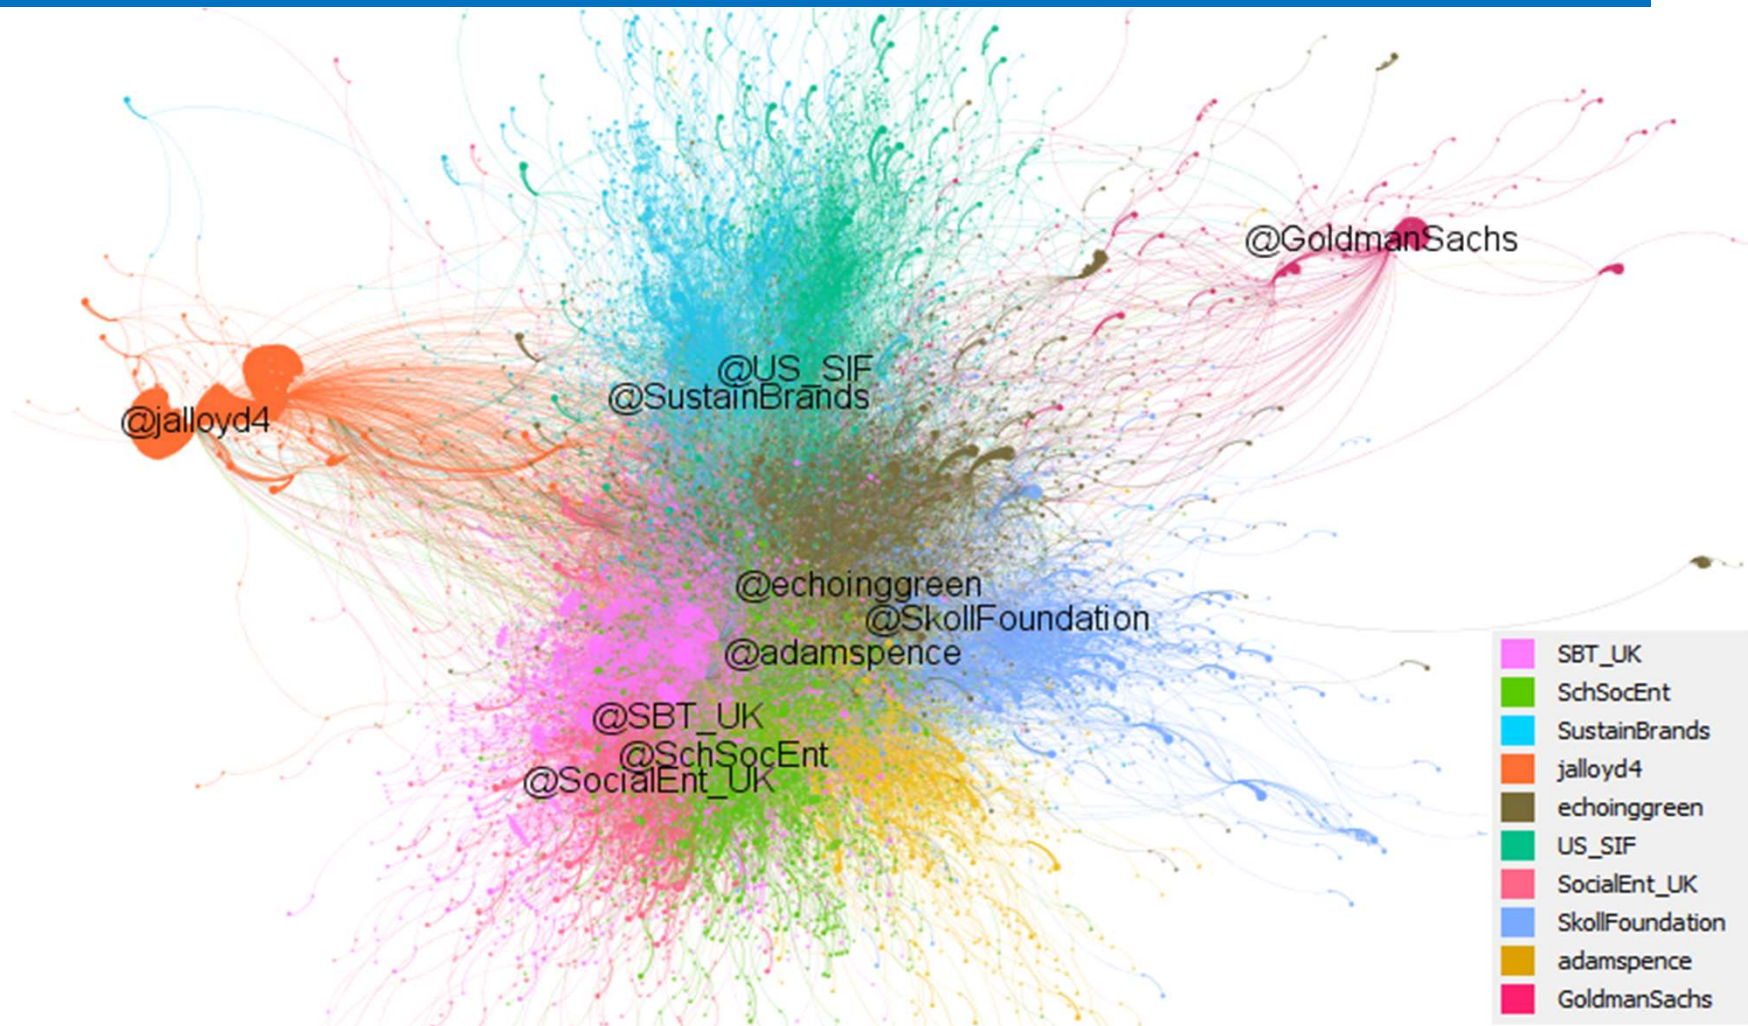 @GoldmanSachs
@US_SIF
@SustainBrands
@jalloyd4
@echoinggreen
@SkollFoundation
@adamspence
@SBT_UK
@SchSocEnt
@SocialEnt_UK
SBT_UK
SchSocEnt
SustainBrands
jalloyd4
echoinggreen
US_SIF
SocialEnt_UK
SkollFoundation
adamspence
GoldmanSachs